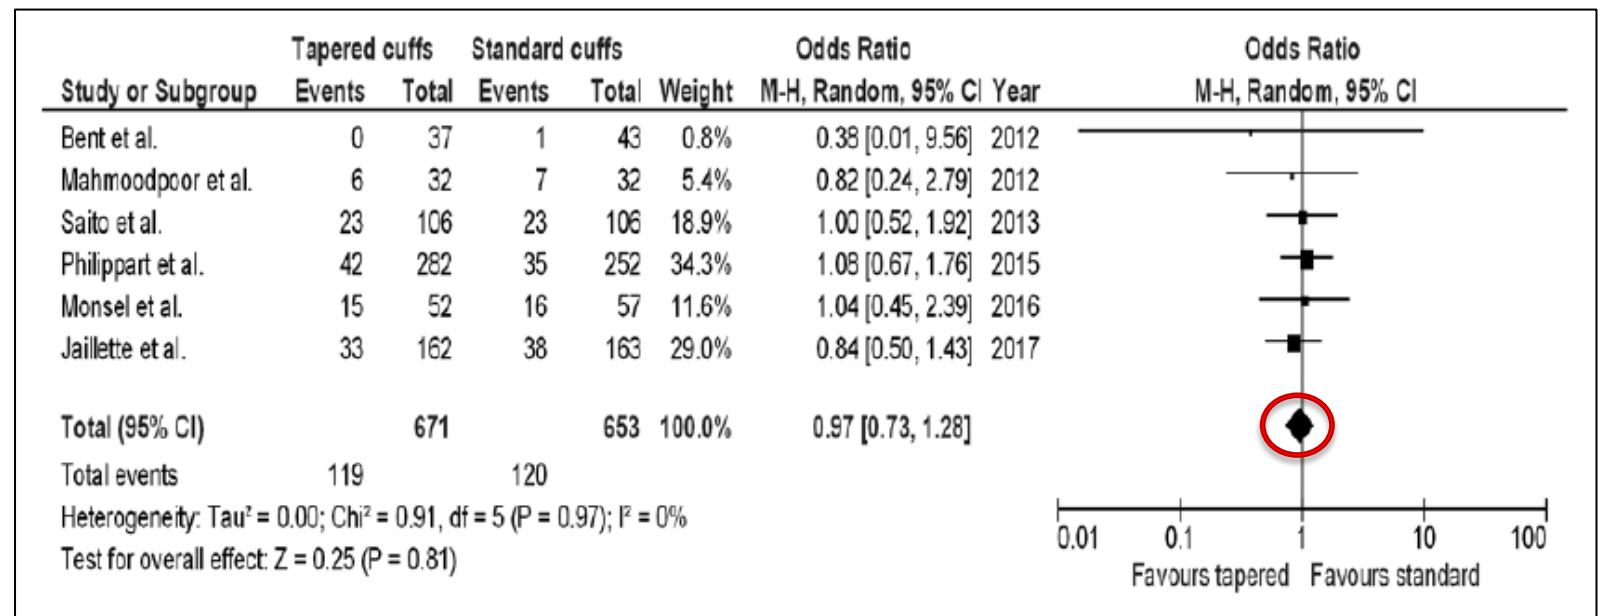 Tapered cuffs Standard cuffs Odds Ratio Odds Ratio
Study or Subgroup Events Total Events Total Weight M-H, Random, 95% CI Year M-H, Random, 95% CI
Bent et al. 0 37 1 43 0.8% 0.38 [0.01, 9.56] 2012
Mahmoodpoor et al. 6 32 7 32 5.4% 0.82 [0.24, 2.79] 2012
Saito et al. 23 106 23 106 18.9% 1.00 [0.52, 1.92] 2013
Philippart et al. 42 282 35 252 34.3% 1.08 [0.67, 1.76] 2015
Monsel et al. 15 52 16 57 11.6% 1.04 [0.45, 2.39] 2016
Jaillette et al. 33 162 38 163 29.0% 0.84 [0.50, 1.43] 2017
Total (95% CI) 671 653 100.0% 0.97 [0.73, 1.28]
Total events 119 120
Heterogeneity: Tau² = 0.00; Chi² = 0.91, df = 5 (P = 0.97); I² = 0%
Test for overall effect: Z = 0.25 (P = 0.81)
0.01 0.1 1 10 100
Favours tapered Favours standard